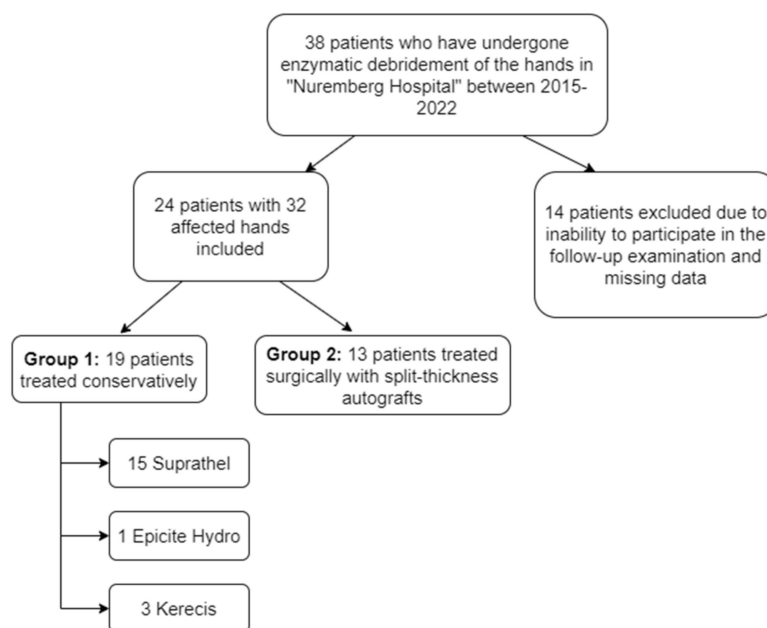 38 patients who have undergone
enzymatic debridement of the hands in
"Nuremberg Hospital" between 2015-
2022
24 patients with 32
affected hands
included
14 patients excluded due to
inability to participate in the
follow-up examination and
missing data
Group 1: 19 patients
treated conservatively
Group 2: 13 patients treated
surgically with split-thickness
autografts
15 Suprathel
1 Epicite Hydro
3 Kerecis